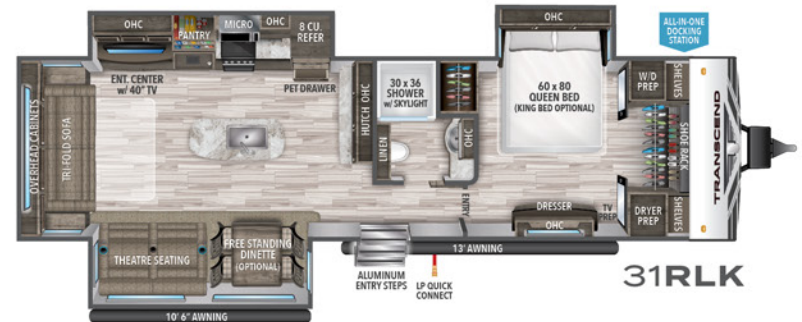 OHC
PANTRY
MICRO
OHC
8 CU.
REFER
ENT. CENTER
w/ 40" TV
PET DRAWER
OVERHEAD CABINETS
TRI-FOLD SOFA
HUTCH OHC
30 x 36
SHOWER
w/ SKYLIGHT
LINEN
OHC
ENTRY
OHC
60 x 80
QUEEN BED
(KING BED OPTIONAL)
ALL-IN-ONE
DOCKING
STATION
W/D
PREP
SHELVES
SHOE RACK
TV
PREP
DRYER
PREP
SHELVES
TRANSCEND
DRESSER
OHC
THEATRE SEATING
FREE STANDING
DINETTE
(OPTIONAL)
10' 6" AWNING
13' AWNING
ALUMINUM
ENTRY STEPS
LP QUICK
CONNECT
31RLK